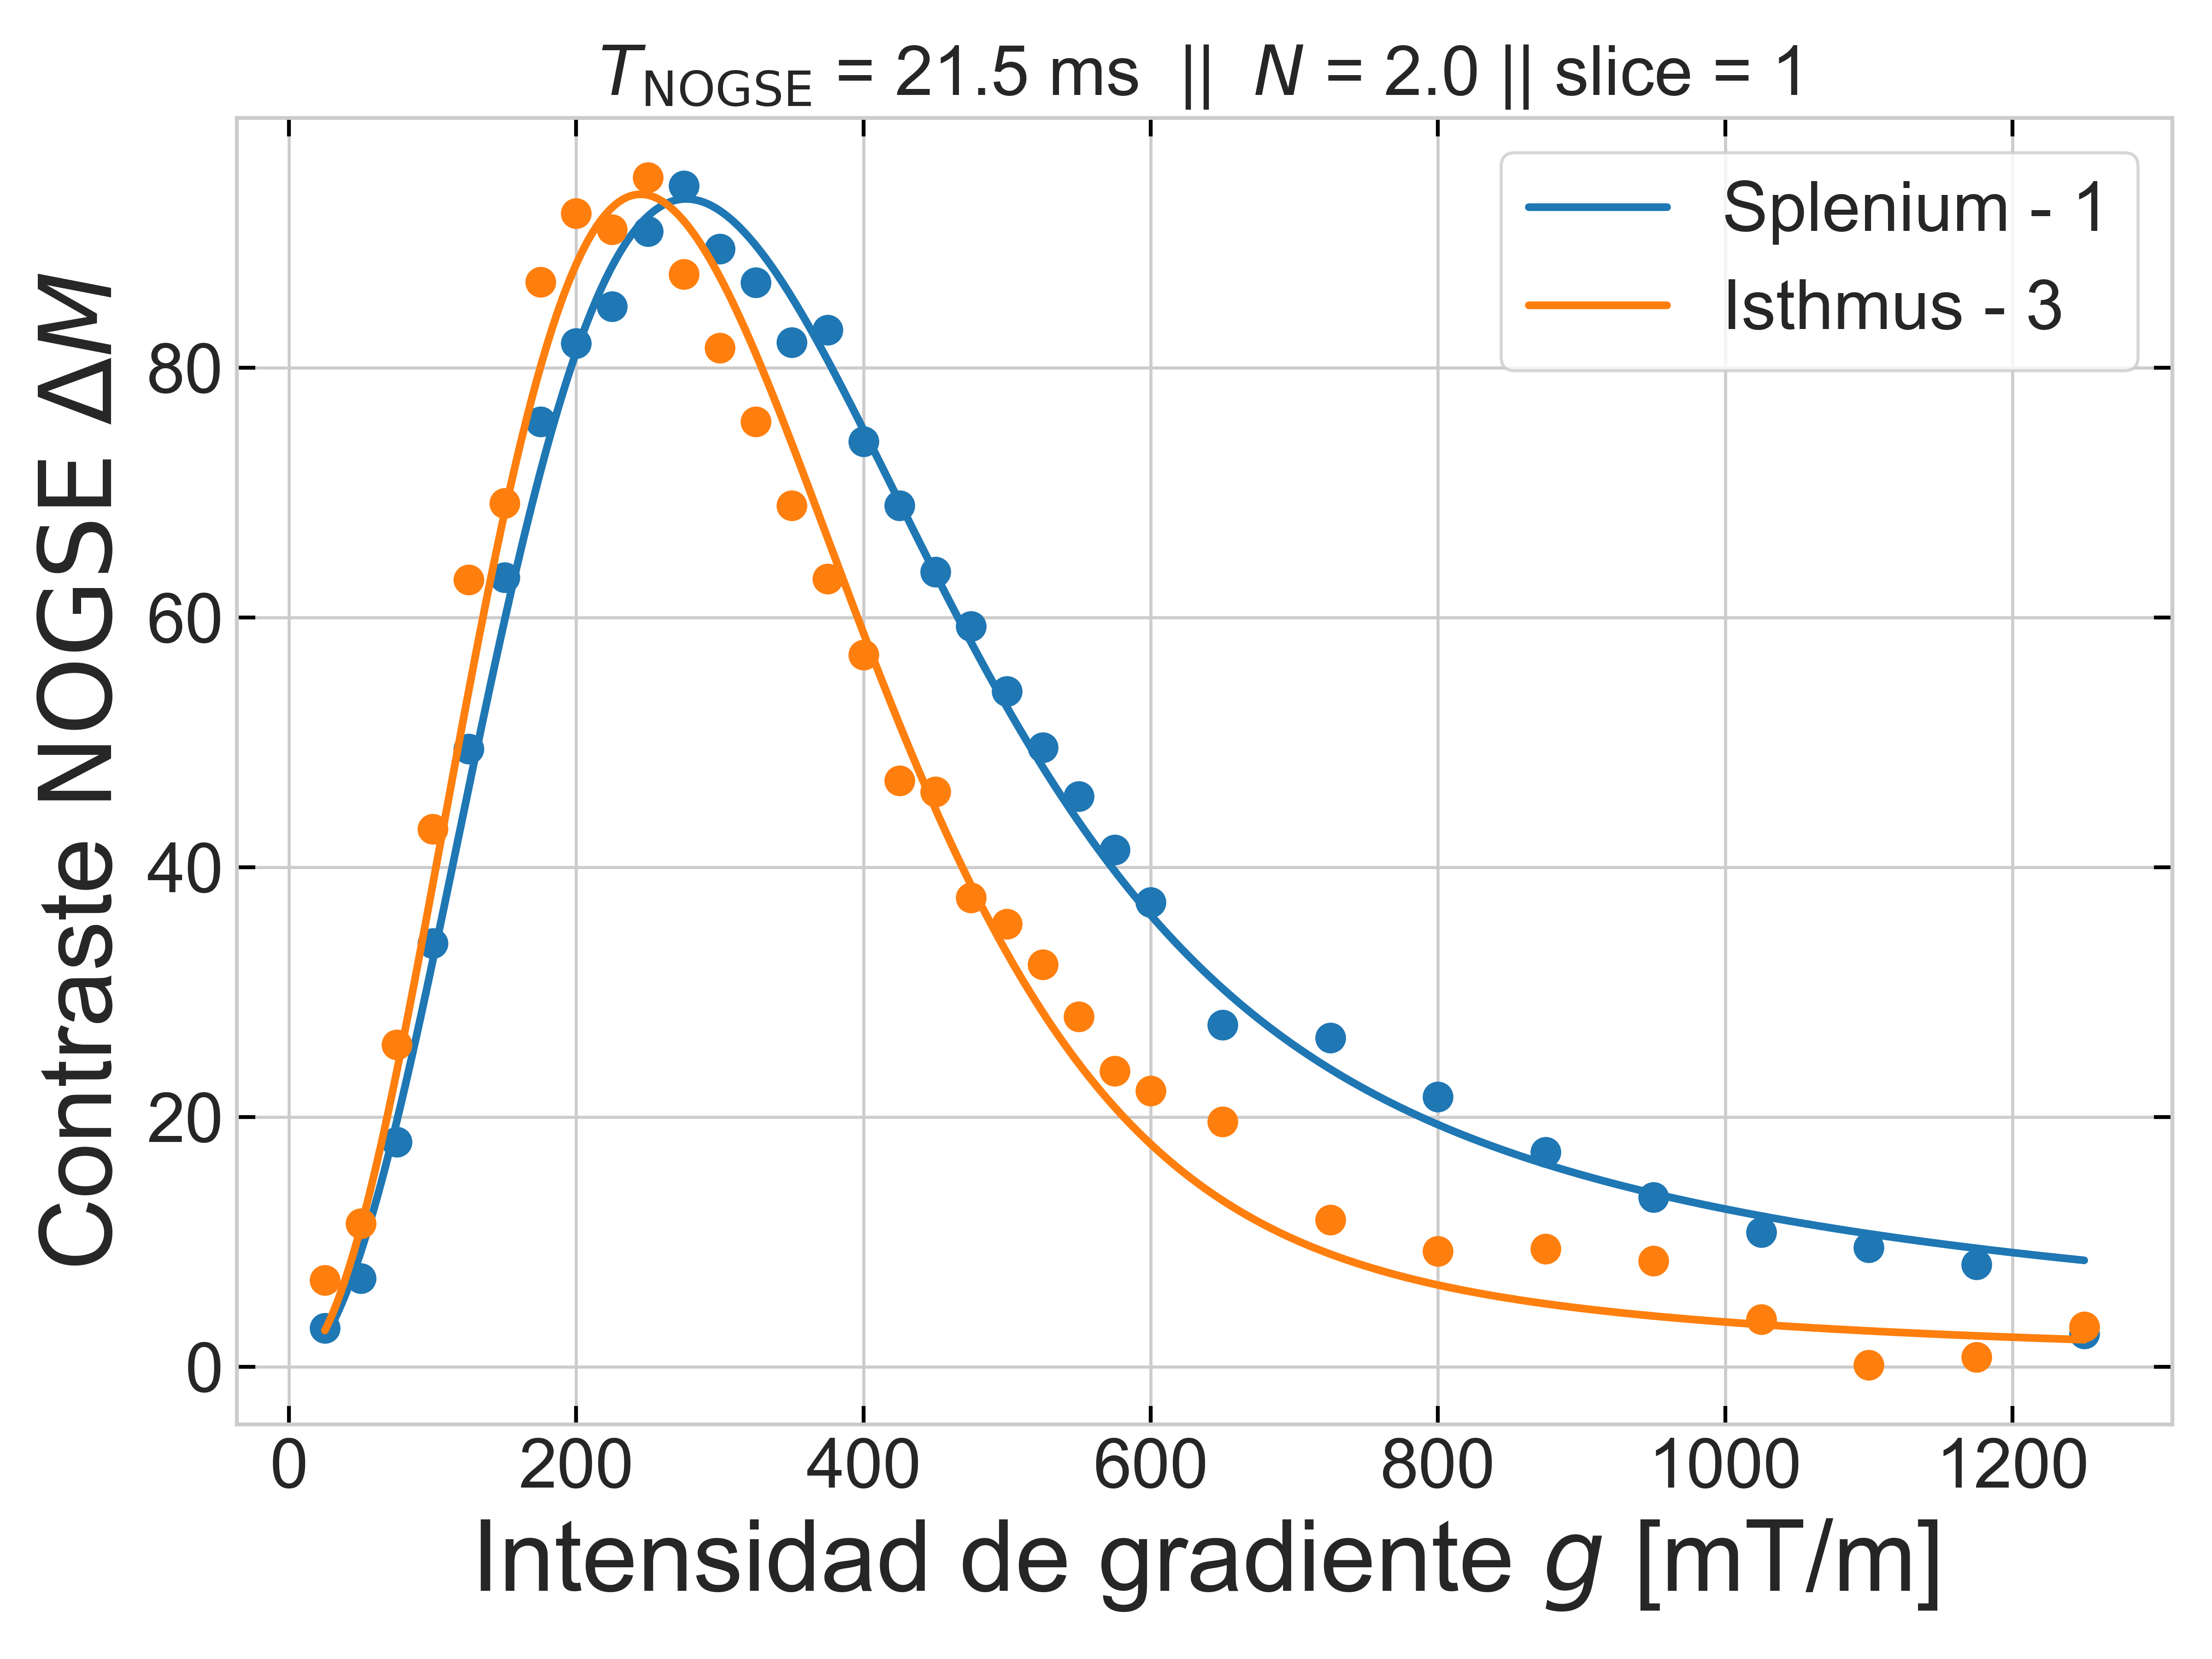 T_NOGSE = 21.5 ms || N = 2.0 || slice = 1
Splenium - 1
Isthmus - 3
Contraste NOGSE ΔM
80
60
40
20
0
0 200 400 600 800 1000 1200
Intensidad de gradiente g [mT/m]